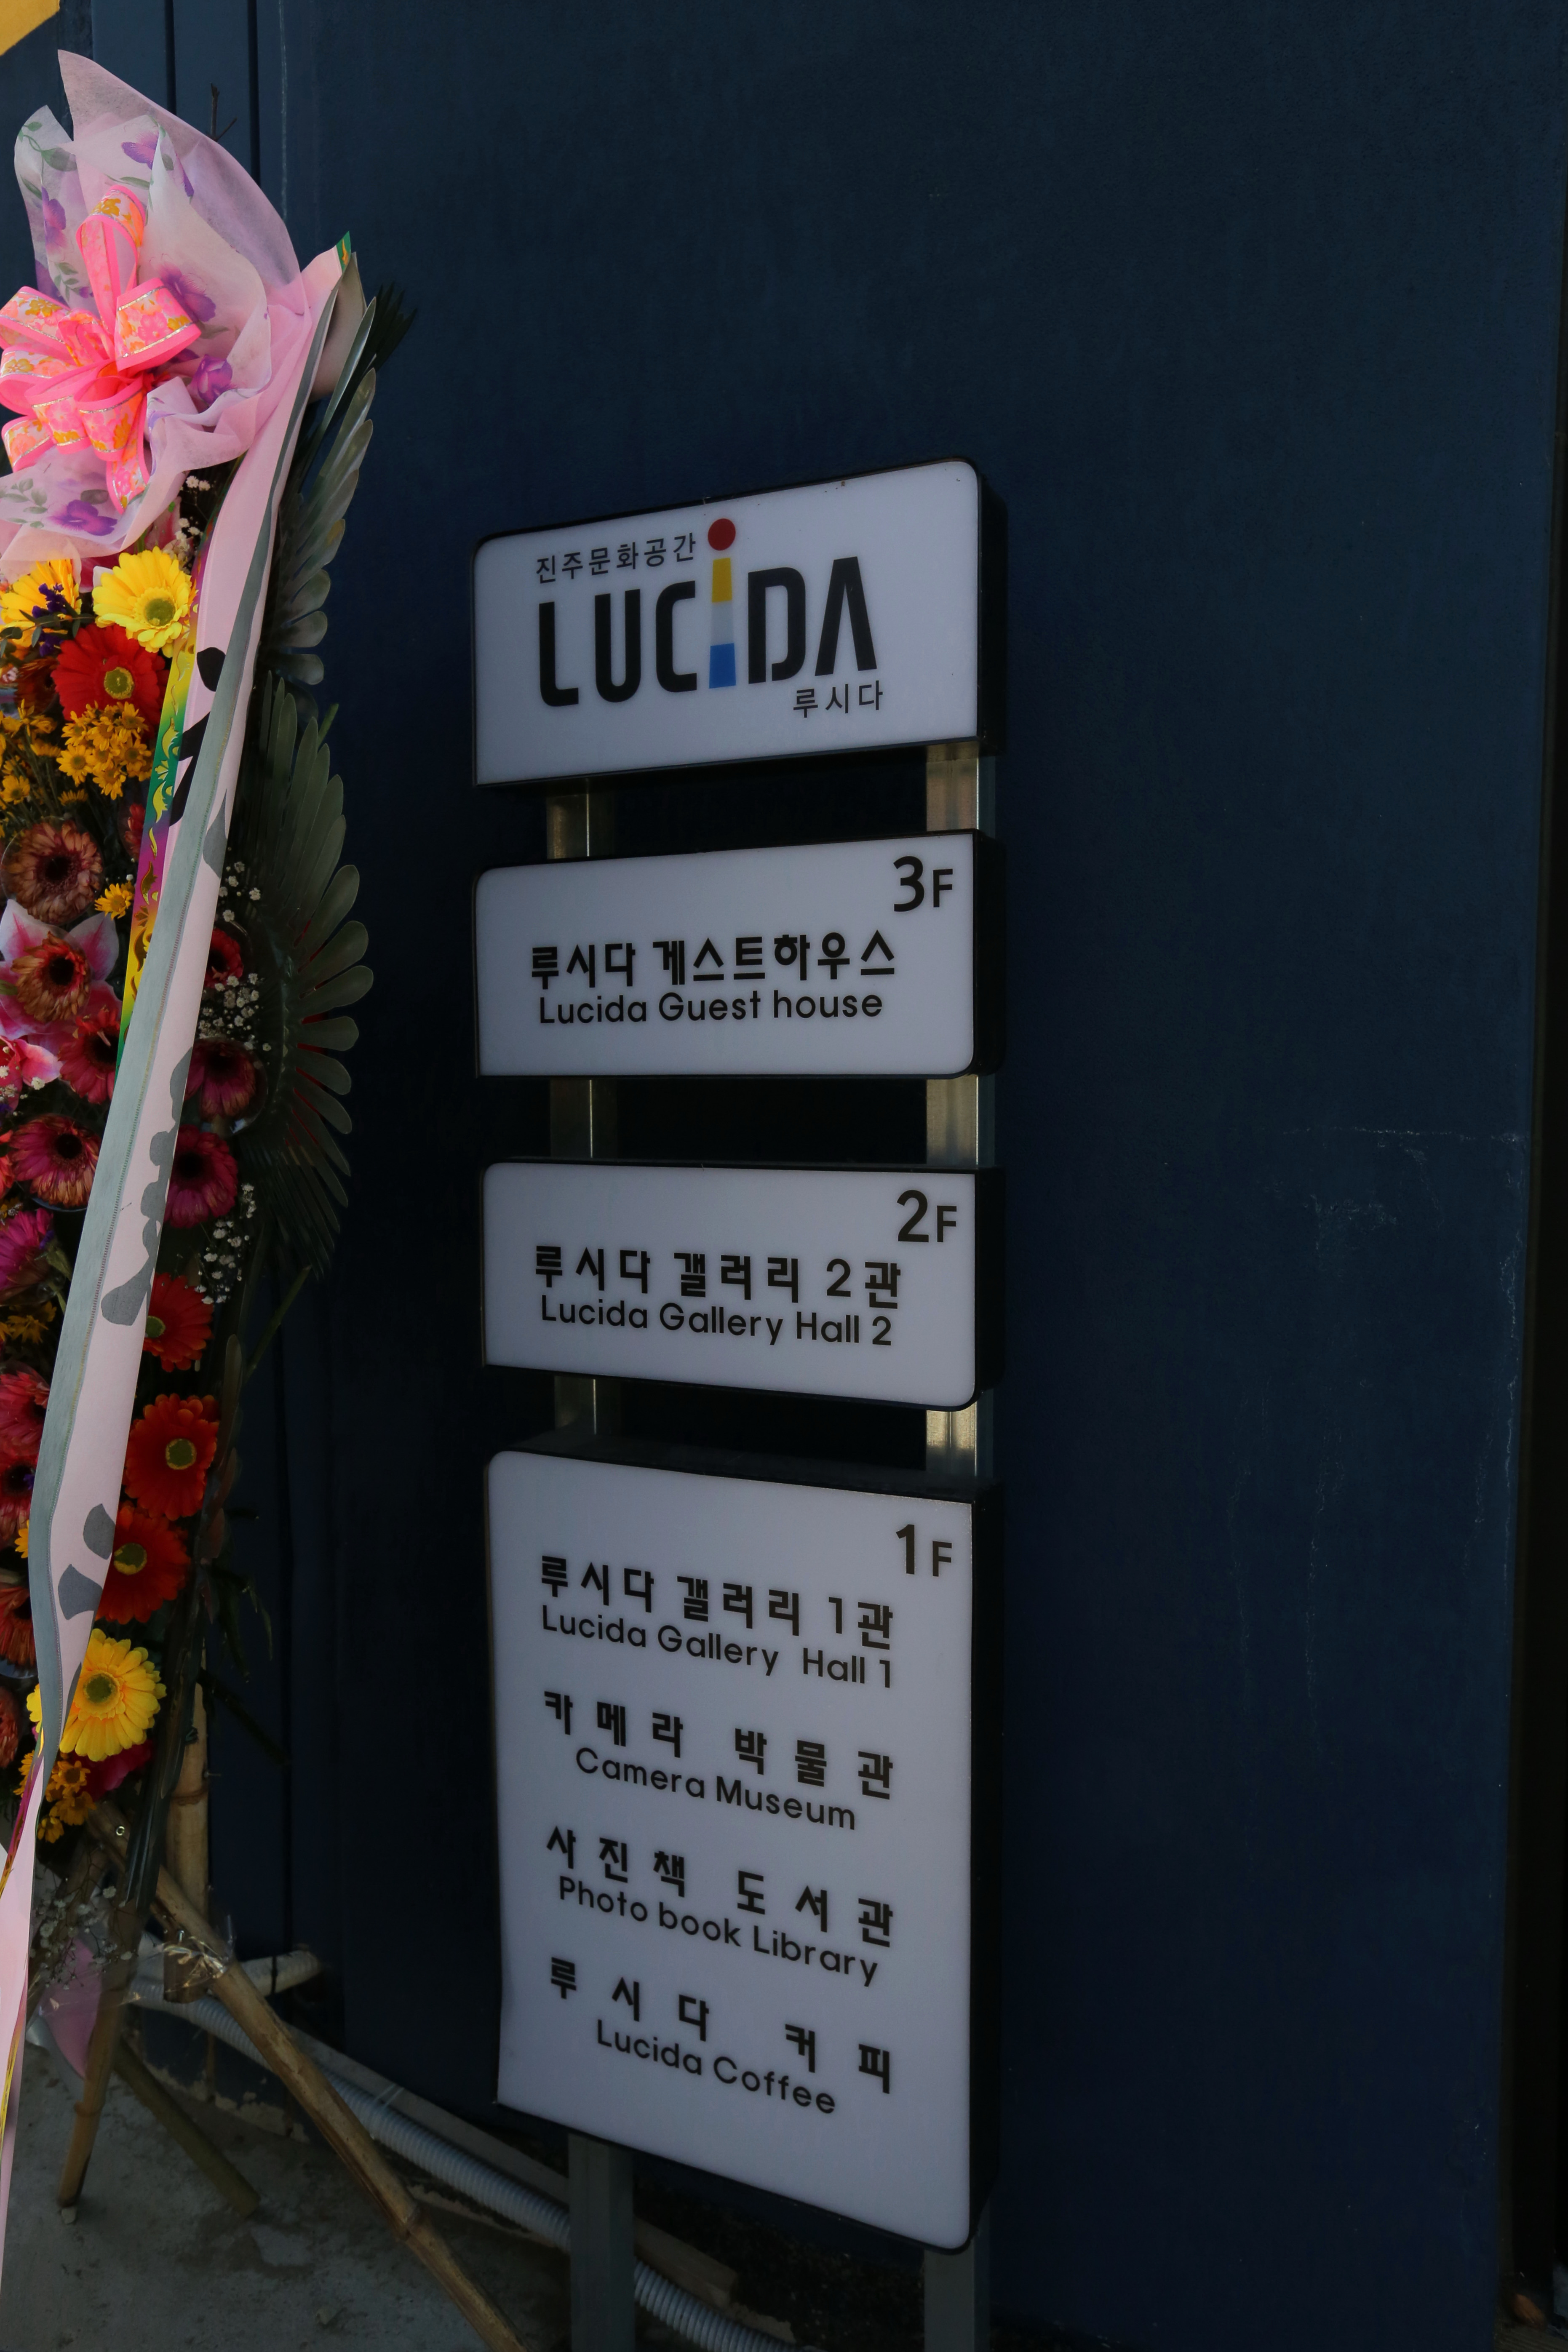 진주문화공간
LUCiDA
루시다
3F
루시다 게스트하우스
Lucida Guest house
2F
루시다 갤러리 2관
Lucida Gallery Hall 2
1F
루시다 갤러리 1관
Lucida Gallery Hall 1
카메라 박물관
Camera Museum
사진책 도서관
Photo book Library
루시다 커피
Lucida Coffee